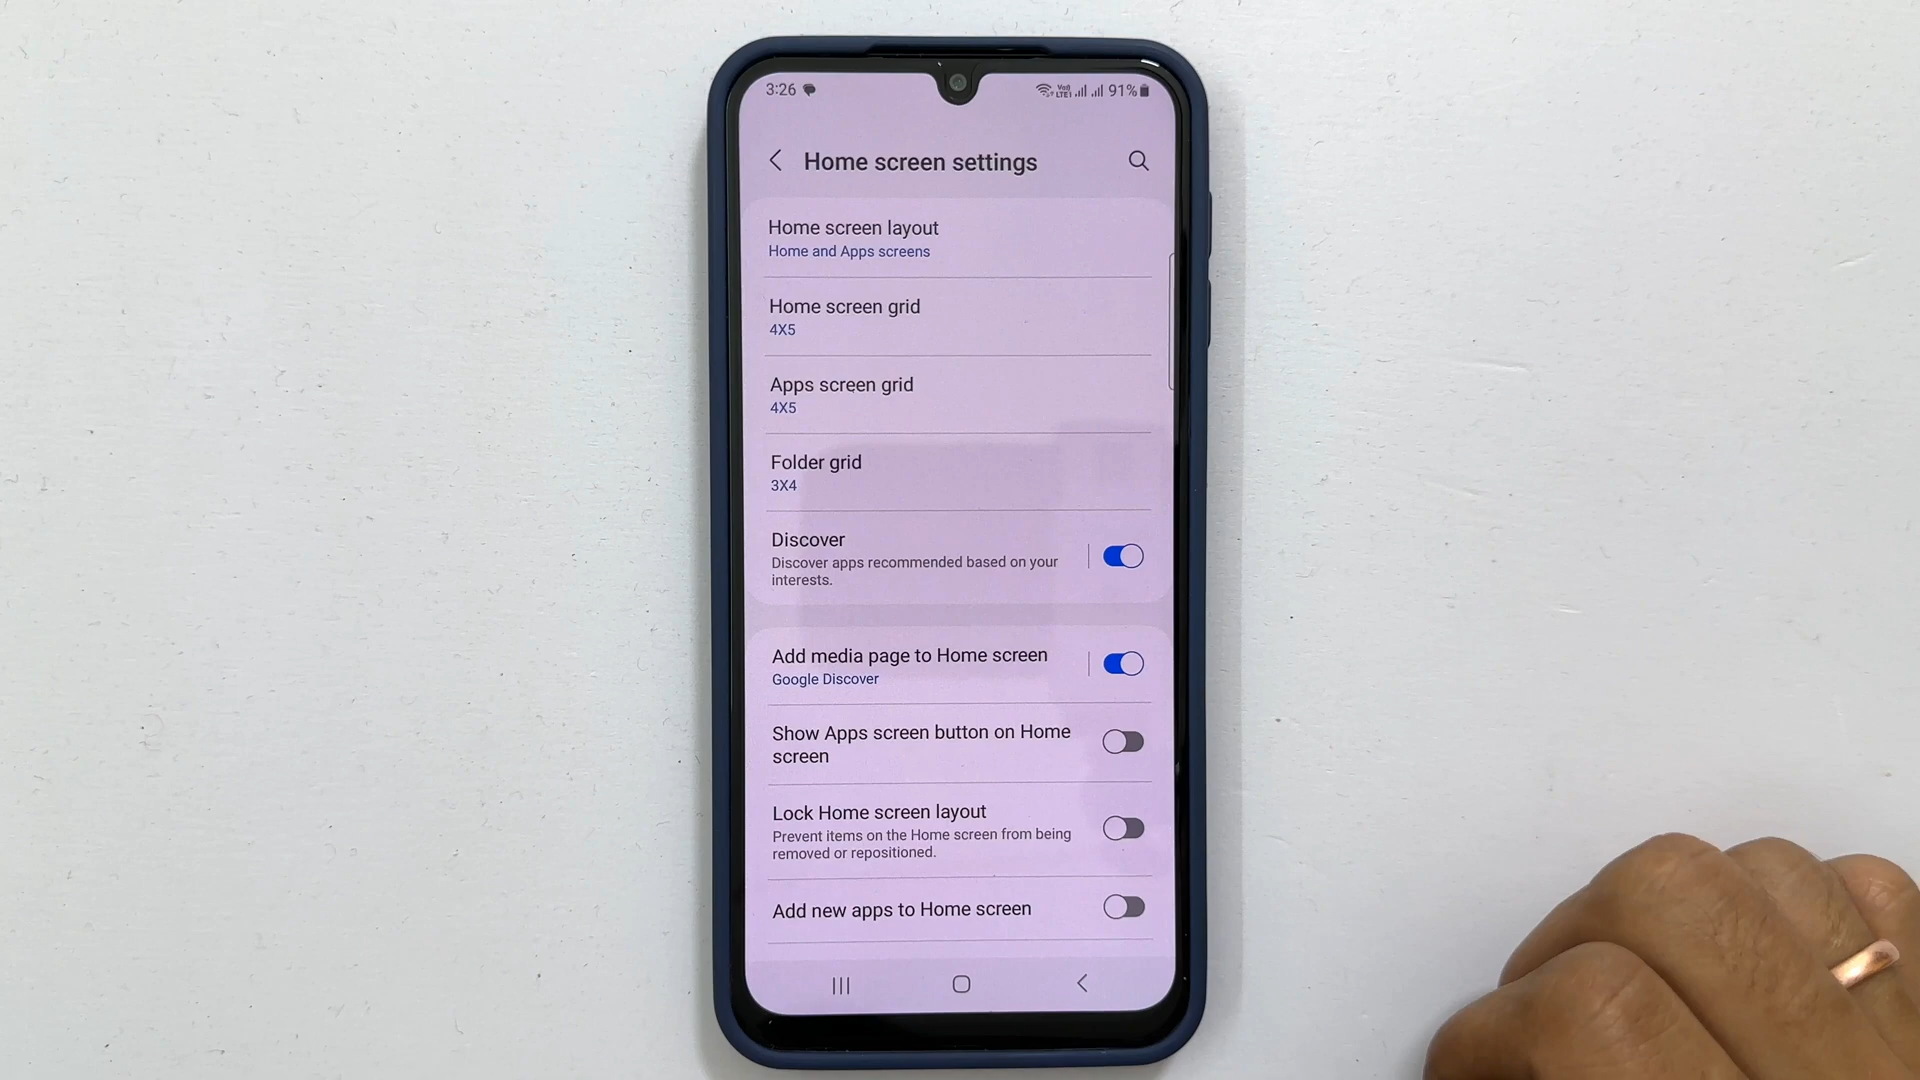 3:26
Vo)) LTE1 91%
Home screen settings
Home screen layout
Home and Apps screens
Home screen grid
4X5
Apps screen grid
4X5
Folder grid
3X4
Discover
Discover apps recommended based on your
interests.
Add media page to Home screen
Google Discover
Show Apps screen button on Home
screen
Lock Home screen layout
Prevent items on the Home screen from being
removed or repositioned.
Add new apps to Home screen